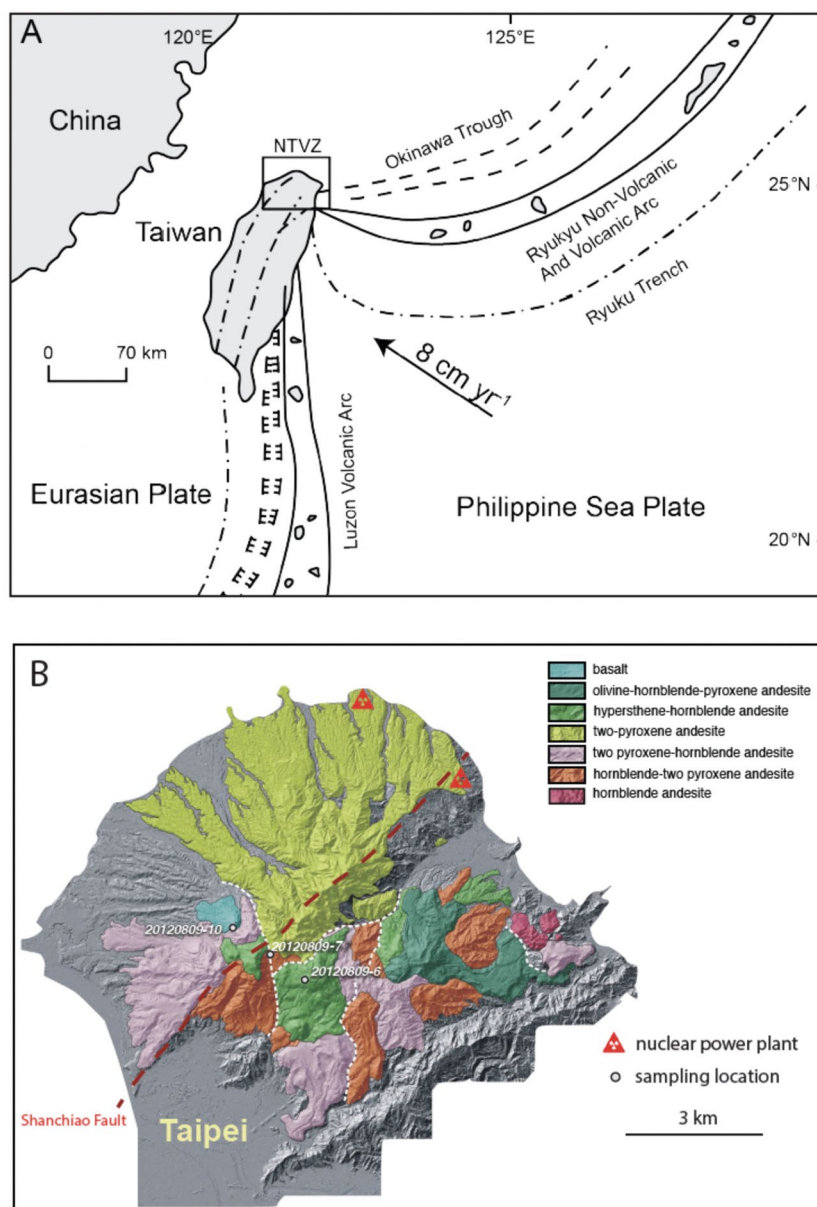 A
120°E
125°E
China
NTVZ
Okinawa Trough
25°N
Taiwan
Ryukyu Non-Volcanic
And Volcanic Arc
Ryuku Trench
0 70 km
8 cm yr-1
Eurasian Plate
Luzon Volcanic Arc
Philippine Sea Plate
20°N
B
basalt
olivine-hornblende-pyroxene andesite
hypersthene-hornblende andesite
two-pyroxene andesite
two pyroxene-hornblende andesite
hornblende-two pyroxene andesite
hornblende andesite
20120809-10
20120809-7
20120809-6
nuclear power plant
sampling location
Shanchiao Fault
Taipei
3 km